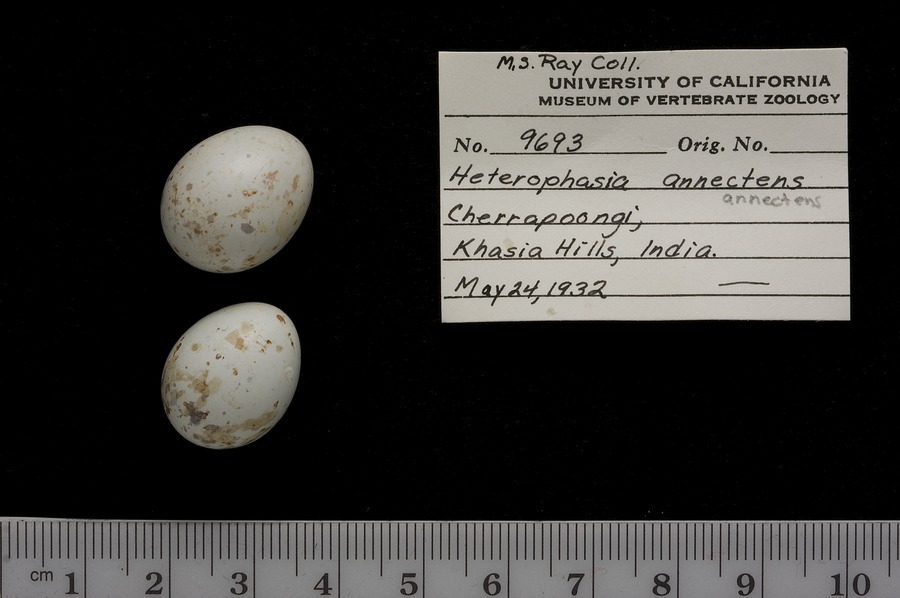 M.S. Ray Coll.
UNIVERSITY OF CALIFORNIA
MUSEUM OF VERTEBRATE ZOOLOGY
No. 9693 Orig. No.
Heterophasia annectens
annectens
Cherrapoongi,
Khasia Hills, India.
May 24, 1932 —
cm 1 2 3 4 5 6 7 8 9 10